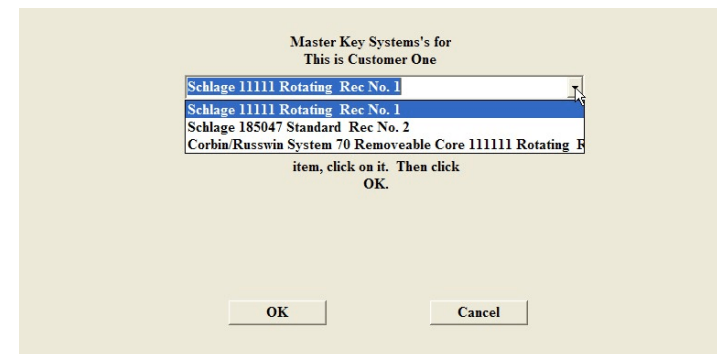 Master Key Systems's for
This is Customer One
Schlage 11111 Rotating Rec No. 1
Schlage 11111 Rotating Rec No. 1
Schlage 185047 Standard Rec No. 2
Corbin/Russwin System 70 Removeable Core 111111 Rotating
item, click on it. Then click
OK.
OK
Cancel